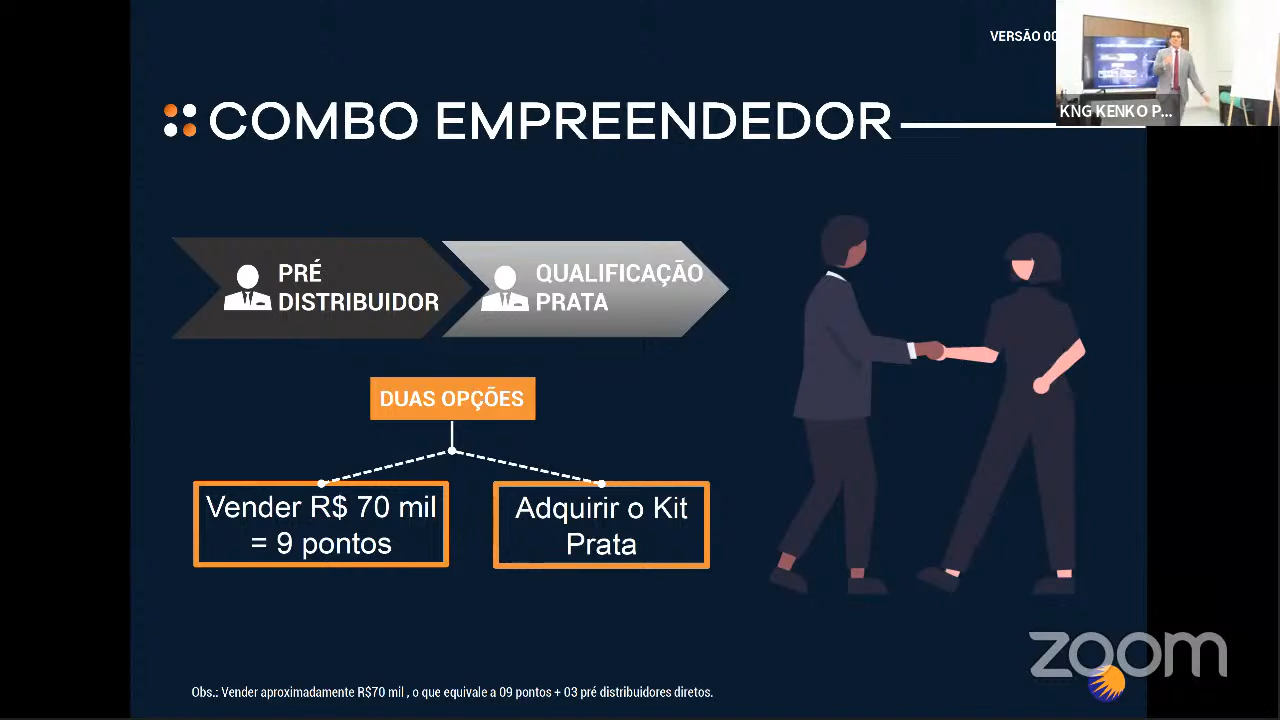 VERSÃO 00
KNG KENKO P...
COMBO EMPREENDEDOR
PRÉ
DISTRIBUIDOR
QUALIFICAÇÃO
PRATA
DUAS OPÇÕES
Vender R$ 70 mil
= 9 pontos
Adquirir o Kit
Prata
zoom
Obs.: Vender aproximadamente R$70 mil , o que equivale a 09 pontos + 03 pré distribuidores diretos.